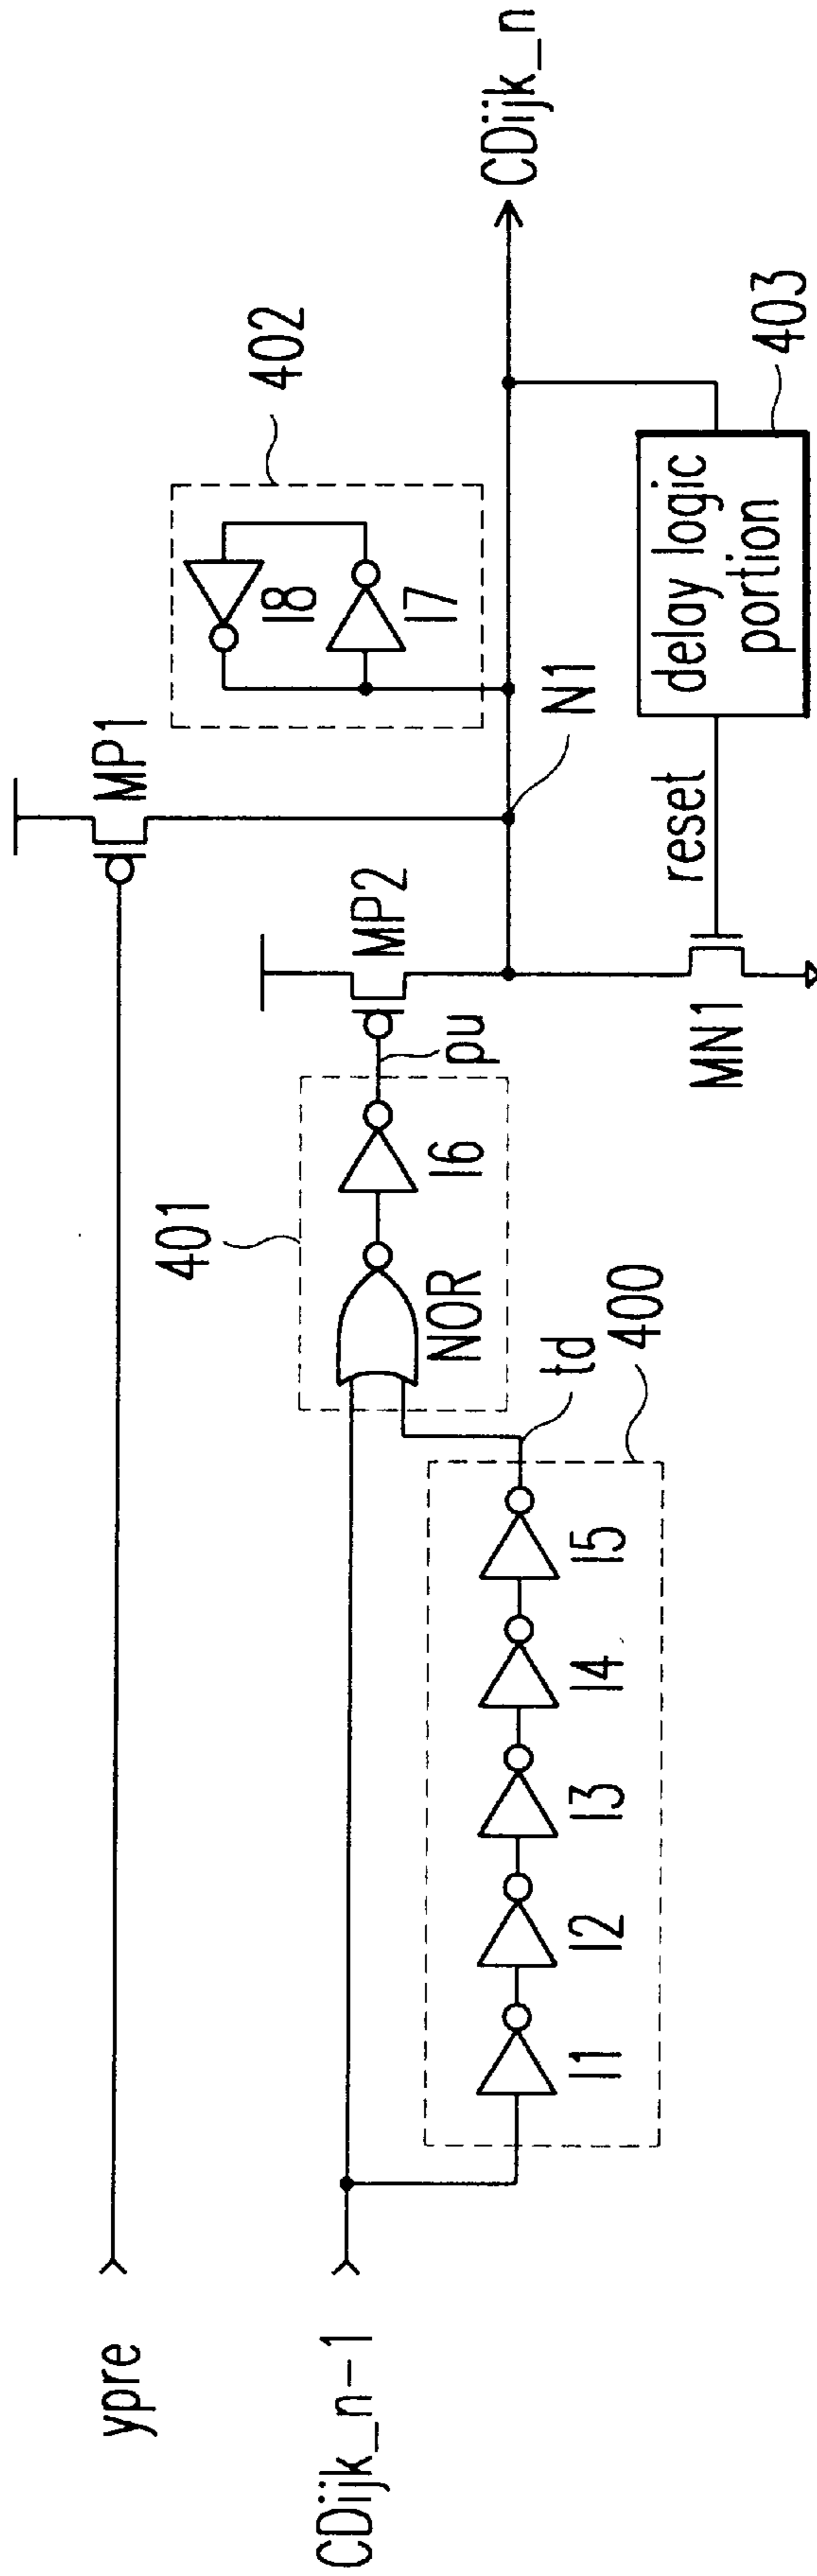 ypre
MP1
402
I8
I7
CDijk_n
401
NOR
I6
pu
MP2
N1
CDijk_n-1
I1
I2
I3
I4
I5
td
400
MN1
reset
delay logic
portion
403